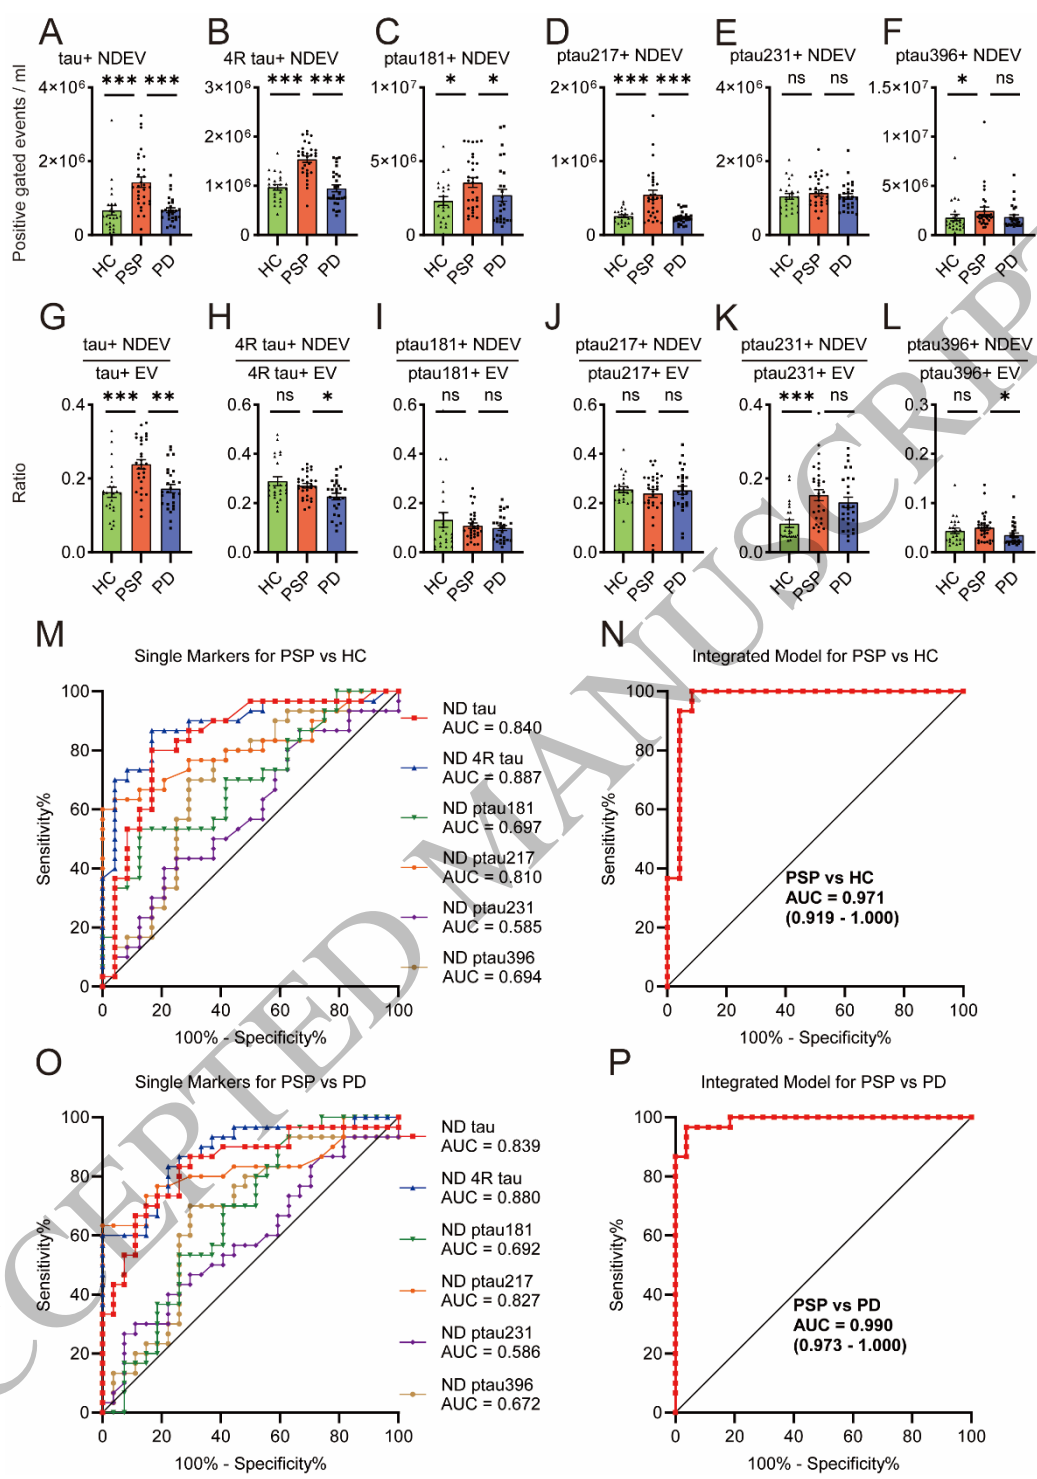 A
tau+ NDEV
*** ***
Positive gated events / ml
4×10⁶
2×10⁶
0
HC PSP PD
B
4R tau+ NDEV
*** ***
3×10⁶
2×10⁶
1×10⁶
0
HC PSP PD
C
ptau181+ NDEV
* *
1×10⁷
5×10⁶
0
HC PSP PD
D
ptau217+ NDEV
*** ***
2×10⁶
1×10⁶
0
HC PSP PD
E
ptau231+ NDEV
ns ns
4×10⁶
2×10⁶
0
HC PSP PD
F
ptau396+ NDEV
* ns
1.5×10⁷
1×10⁷
5×10⁶
0
HC PSP PD
G
tau+ NDEV
tau+ EV
*** **
Ratio
0.4
0.2
0.0
HC PSP PD
H
4R tau+ NDEV
4R tau+ EV
ns *
0.6
0.4
0.2
0.0
HC PSP PD
I
ptau181+ NDEV
ptau181+ EV
ns ns
0.6
0.4
0.2
0.0
HC PSP PD
J
ptau217+ NDEV
ptau217+ EV
ns ns
0.6
0.4
0.2
0.0
HC PSP PD
K
ptau231+ NDEV
ptau231+ EV
*** ns
0.4
0.2
0.0
HC PSP PD
L
ptau396+ NDEV
ptau396+ EV
ns *
0.3
0.2
0.1
0.0
HC PSP PD
M
Single Markers for PSP vs HC
Sensitivity%
100
80
60
40
20
0
0 20 40 60 80 100
100% - Specificity%
ND tau
AUC = 0.840
ND 4R tau
AUC = 0.887
ND ptau181
AUC = 0.697
ND ptau217
AUC = 0.810
ND ptau231
AUC = 0.585
ND ptau396
AUC = 0.694
N
Integrated Model for PSP vs HC
Sensitivity%
100
80
60
40
20
0
PSP vs HC
AUC = 0.971
(0.919 - 1.000)
0 20 40 60 80 100
100% - Specificity%
O
Single Markers for PSP vs PD
Sensitivity%
100
80
60
40
20
0
0 20 40 60 80 100
100% - Specificity%
ND tau
AUC = 0.839
ND 4R tau
AUC = 0.880
ND ptau181
AUC = 0.692
ND ptau217
AUC = 0.827
ND ptau231
AUC = 0.586
ND ptau396
AUC = 0.672
P
Integrated Model for PSP vs PD
Sensitivity%
100
80
60
40
20
0
PSP vs PD
AUC = 0.990
(0.973 - 1.000)
0 20 40 60 80 100
100% - Specificity%
CCEPTED MANUSCRIPT